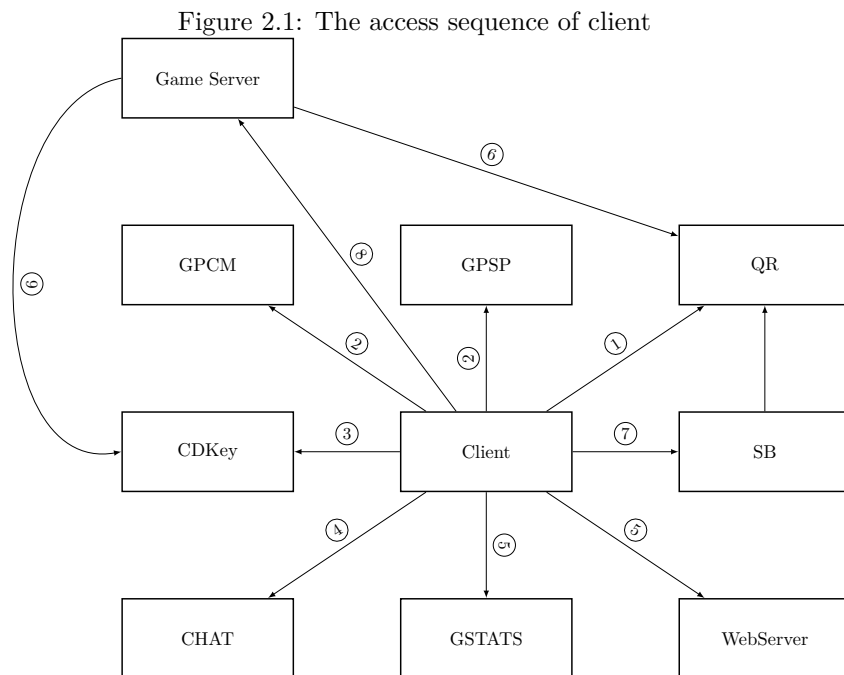 Figure 2.1: The access sequence of client
Game Server
6
GPCM
8
GPSP
QR
6
2
2
1
CDKey
3
Client
7
SB
4
5
5
CHAT
GSTATS
WebServer